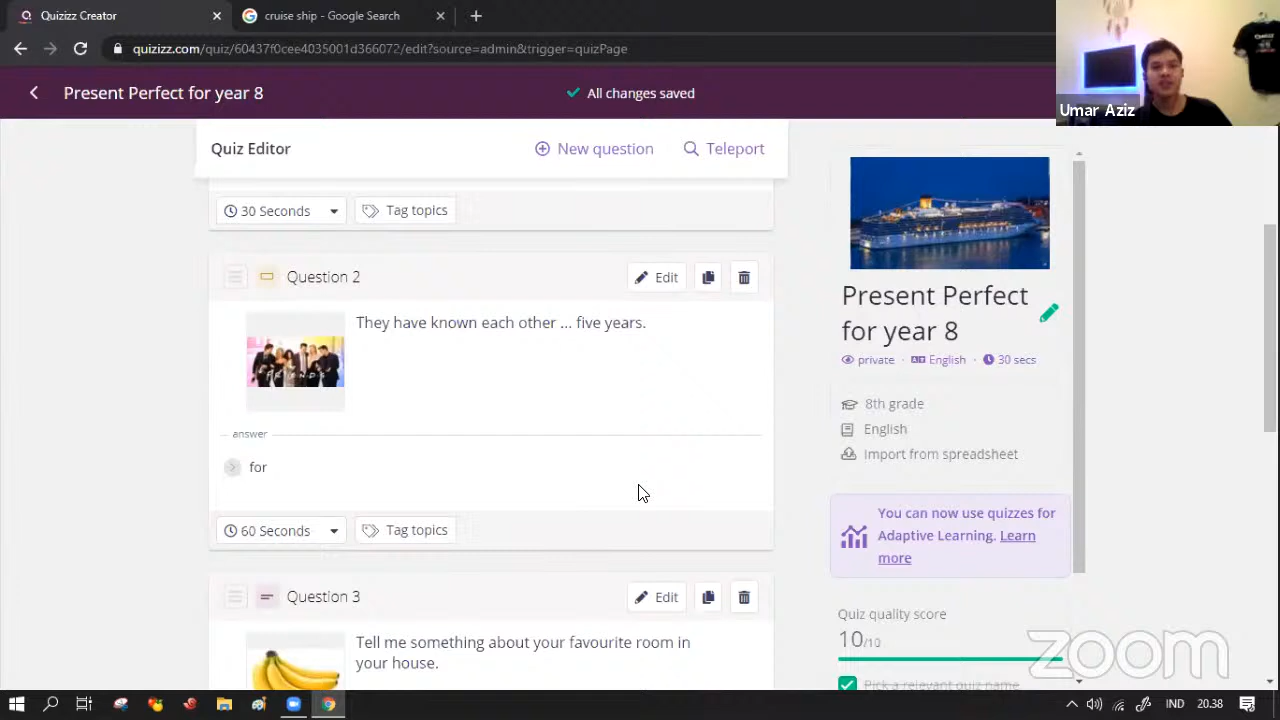 Quizizz Creator
cruise ship - Google Search
quizizz.com/quiz/60437f0cee4035001d366072/edit?source=admin&trigger=quizPage
Umar Aziz
Present Perfect for year 8
All changes saved
Quiz Editor
New question
Teleport
30 Seconds
Tag topics
Question 2
Edit
They have known each other ... five years.
FRIENDS
answer
for
60 Seconds
Tag topics
Question 3
Edit
Tell me something about your favourite room in
your house.
Present Perfect
for year 8
private · English · 30 secs
8th grade
English
Import from spreadsheet
You can now use quizzes for
Adaptive Learning. Learn
more
Quiz quality score
10/10
Pick a relevant quiz name
zoom
IND
20.38